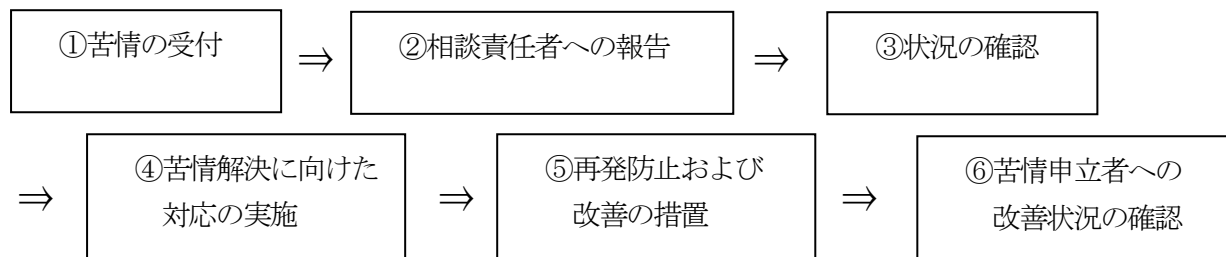 ①苦情の受付 ⇒ ②相談責任者への報告 ⇒ ③状況の確認
⇒ ④苦情解決に向けた ⇒ ⑤再発防止および ⇒ ⑥苦情申立者への
対応の実施 改善の措置 改善状況の確認